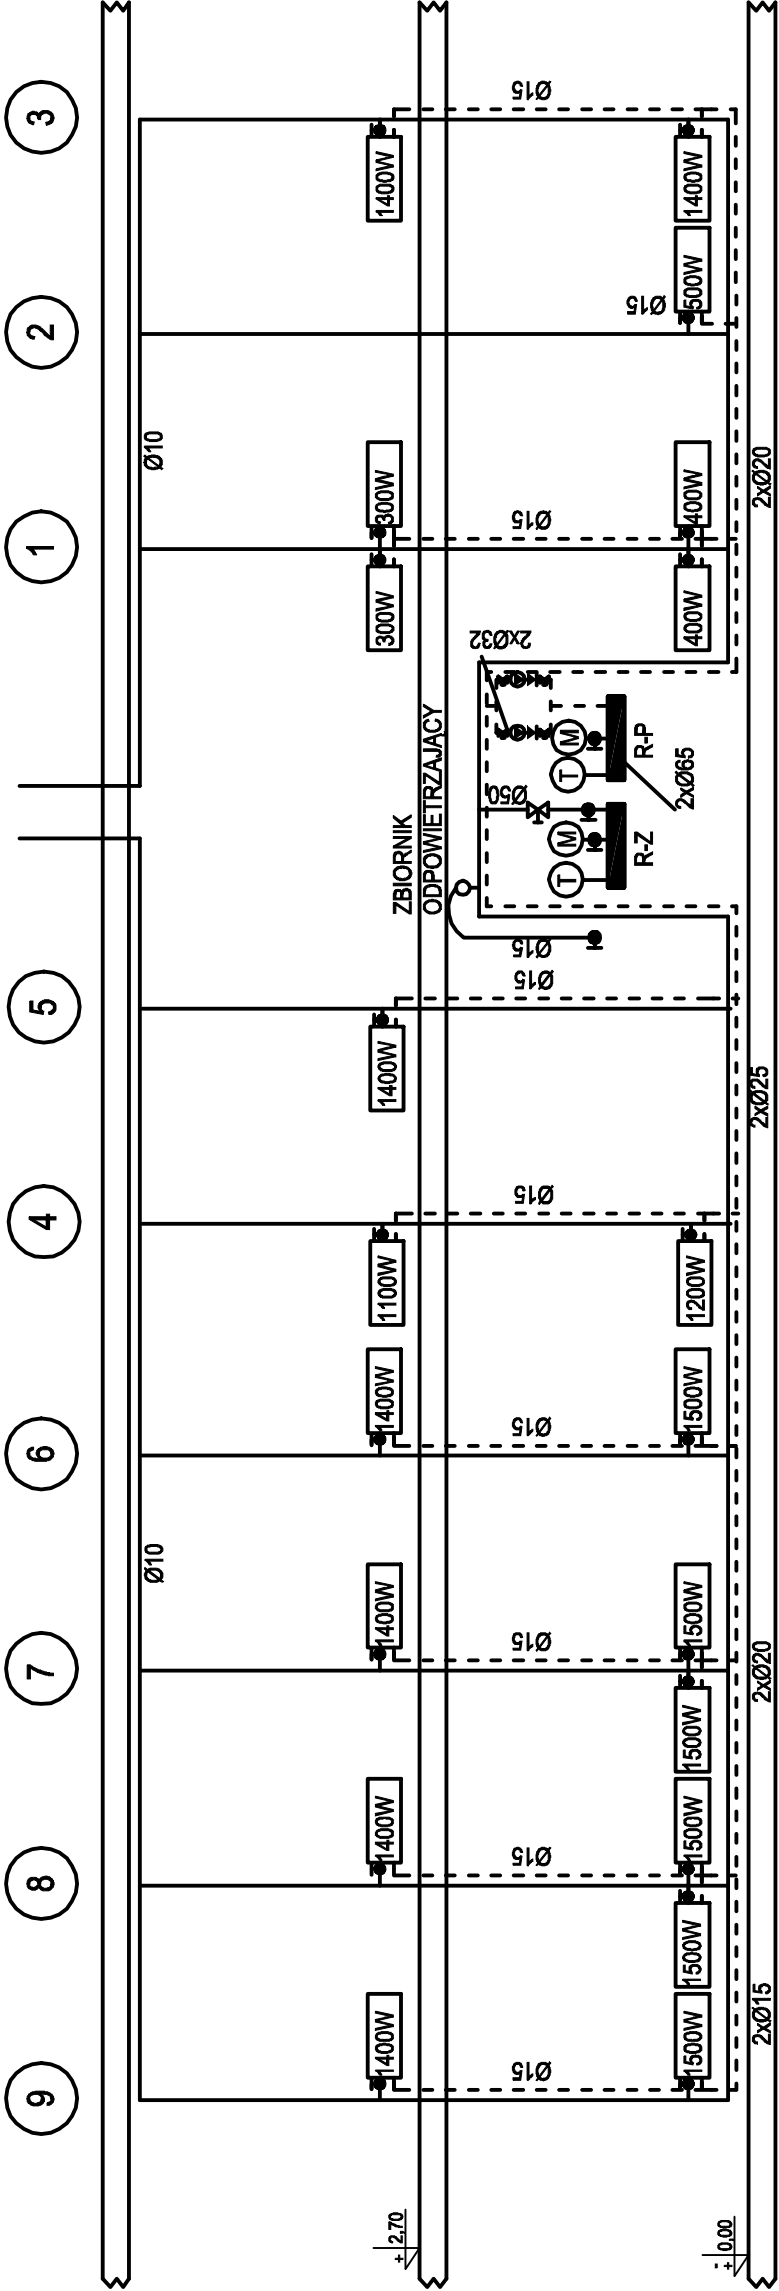 9
8
7
6
4
5
1
2
3
Ø10
Ø10
1400W
1400W
1400W
1400W
1100W
1400W
300W
300W
1400W
+ 2,70
ZBIORNIK
ODPOWIETRZAJĄCY
2xØ32
Ø15
Ø15
Ø15
Ø15
Ø15
Ø15
Ø15
Ø50
Ø15
Ø15
T
M
T
M
R-Z
R-P
2xØ65
Ø15
1500W
1500W
1500W
1500W
1500W
1500W
1200W
400W
400W
500W
1400W
+ 0,00
-
2xØ15
2xØ20
2xØ25
2xØ20